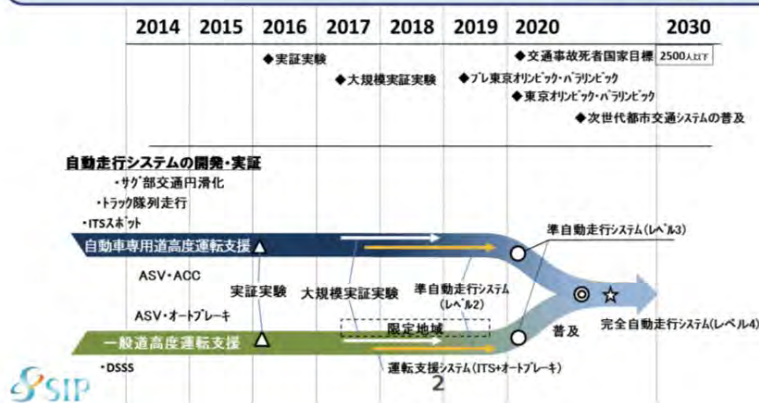 2014 2015 2016 2017 2018 2019 2020 2030
◆実証実験
◆交通事故死者国家目標 2500人以下
◆大規模実証実験
◆プレ東京オリンピック・パラリンピック
◆東京オリンピック・パラリンピック
◆次世代都市交通システムの普及
自動走行システムの開発・実証
・サグ部交通円滑化
・トラック隊列走行
・ITSスポット
準自動走行システム(レベル3)
自動車専用道高度運転支援
ASV・ACC
実証実験
大規模実証実験
準自動走行システム
(レベル2)
ASV・オートブレーキ
限定地域
普及
完全自動走行システム(レベル4)
一般道高度運転支援
・DSSS
運転支援システム(ITS+オートブレーキ)
SIP
2